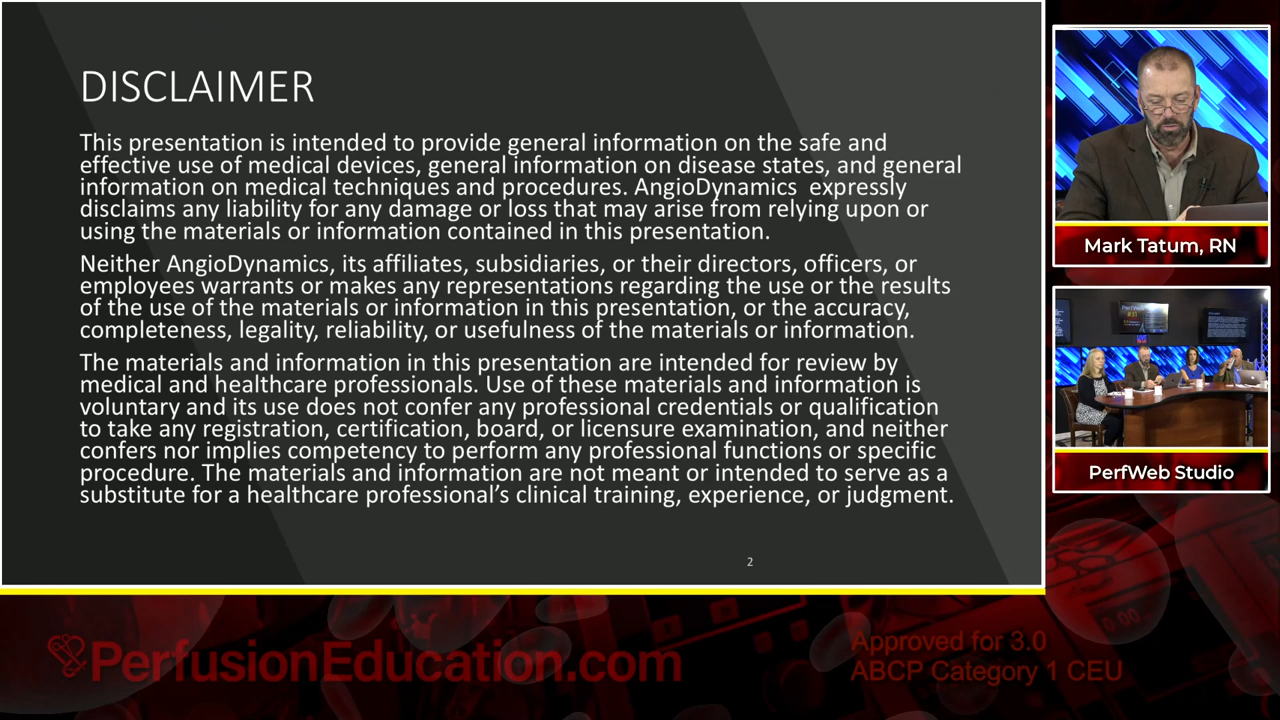 DISCLAIMER
This presentation is intended to provide general information on the safe and
effective use of medical devices, general information on disease states, and general
information on medical techniques and procedures. AngioDynamics expressly
disclaims any liability for any damage or loss that may arise from relying upon or
using the materials or information contained in this presentation.
Neither AngioDynamics, its affiliates, subsidiaries, or their directors, officers, or
employees warrants or makes any representations regarding the use or the results
of the use of the materials or information in this presentation, or the accuracy,
completeness, legality, reliability, or usefulness of the materials or information.
The materials and information in this presentation are intended for review by
medical and healthcare professionals. Use of these materials and information is
voluntary and its use does not confer any professional credentials or qualification
to take any registration, certification, board, or licensure examination, and neither
confers nor implies competency to perform any professional functions or specific
procedure. The materials and information are not meant or intended to serve as a
substitute for a healthcare professional’s clinical training, experience, or judgment.
2
Mark Tatum, RN
PerfWeb Studio
PerfusionEducation.com
Approved for 3.0
ABCP Category 1 CEU